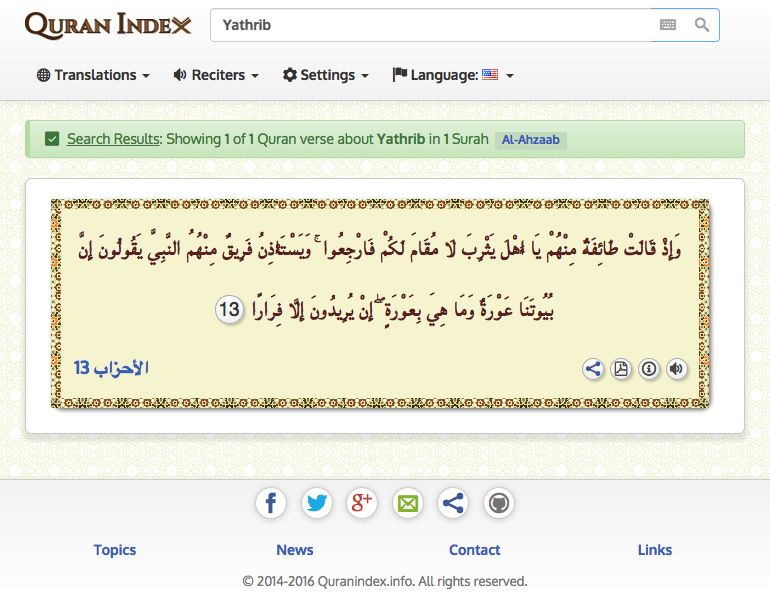 QURAN INDEX
Yathrib
Translations
Reciters
Settings
Language:
Search Results: Showing 1 of 1 Quran verse about Yathrib in 1 Surah Al-Ahzaab
وَإِذْ قَالَتْ طَائِفَةٌ مِنْهُمْ يَا أَهْلَ يَثْرِبَ لَا مُقَامَ لَكُمْ فَارْجِعُوا ۚ وَيَسْتَأْذِنُ فَرِيقٌ مِنْهُمُ النَّبِيَّ يَقُولُونَ إِنَّ
بُيُوتَنَا عَوْرَةٌ وَمَا هِيَ بِعَوْرَةٍ ۖ إِنْ يُرِيدُونَ إِلَّا فِرَارًا 13
الأحزاب 13
Topics
News
Contact
Links
© 2014-2016 Quranindex.info. All rights reserved.